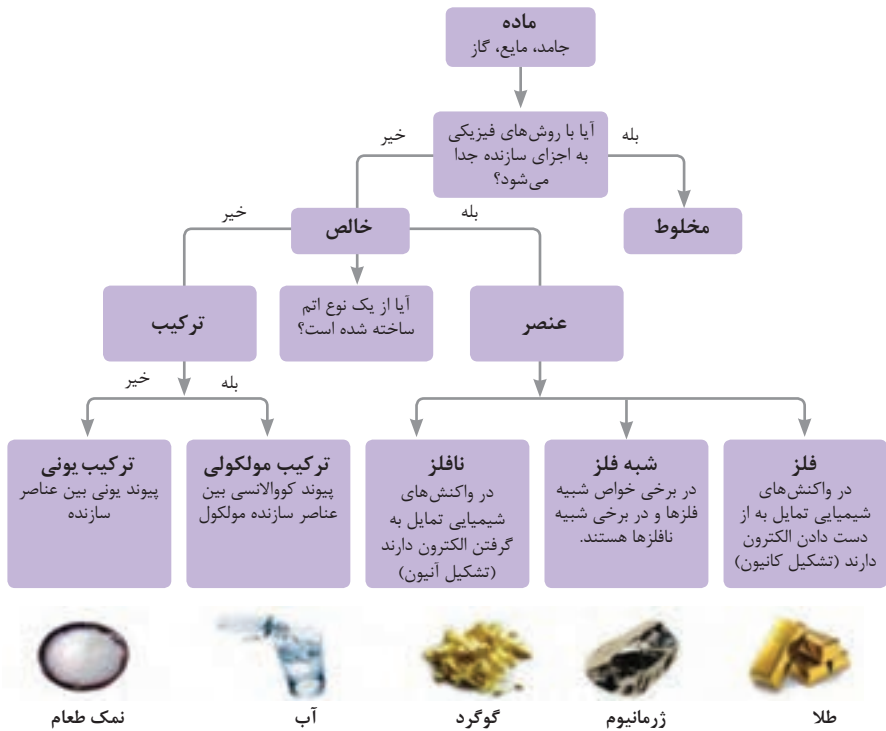 ماده
جامد، مایع، گاز
آیا با روش‌های فیزیکی
به اجزای سازنده جدا
می‌شود؟
بله
خیر
مخلوط
خالص
بله
خیر
عنصر
آیا از یک نوع اتم
ساخته شده است؟
ترکیب
بله
خیر
فلز
در واکنش‌های
شیمیایی تمایل به از
دست دادن الکترون
دارند (تشکیل کاتیون)
شبه فلز
در برخی خواص شبیه
فلزها و در برخی شبیه
نافلزها هستند.
نافلز
در واکنش‌های
شیمیایی تمایل به
گرفتن الکترون دارند
(تشکیل آنیون)
ترکیب مولکولی
پیوند کووالانسی بین
عناصر سازنده مولکول
ترکیب یونی
پیوند یونی بین عناصر
سازنده
طلا
ژرمانیوم
گوگرد
آب
نمک طعام